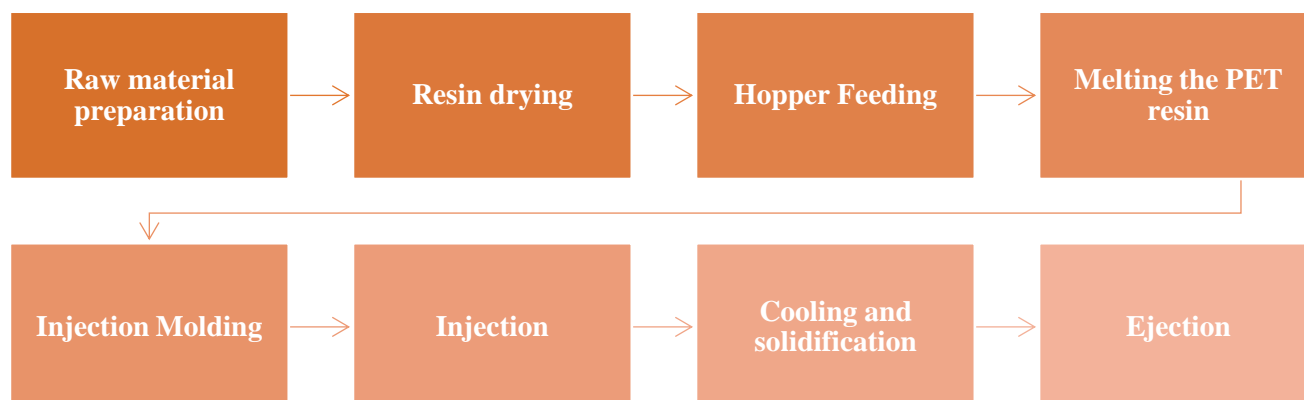 Raw material
preparation
Resin drying
Hopper Feeding
Melting the PET
resin
Injection Molding
Injection
Cooling and
solidification
Ejection